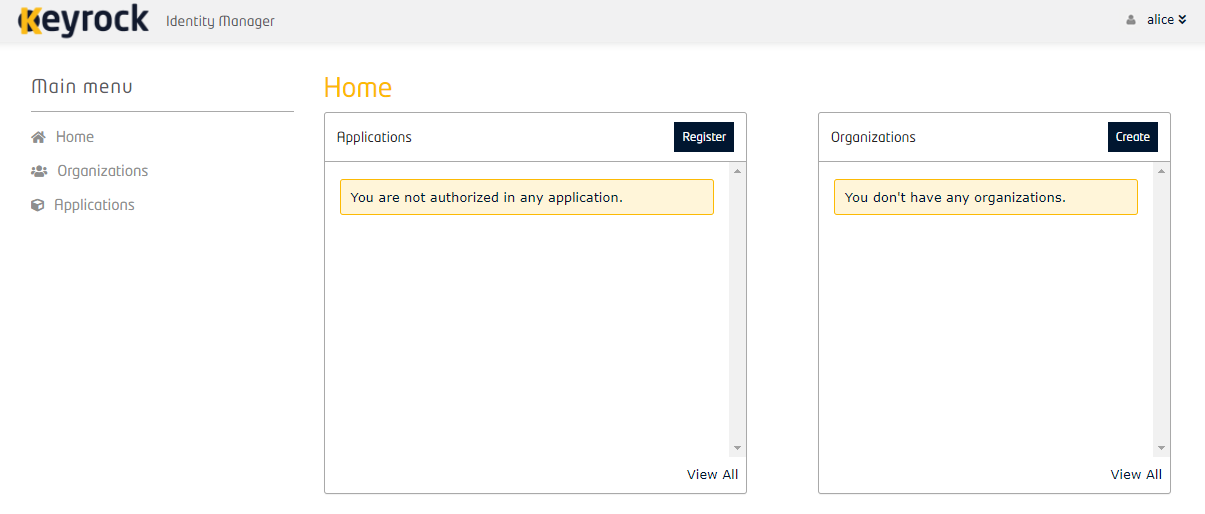 Keyrock Identity Manager alice
Main menu
Home
Organizations
Applications
Home
Applications Register
You are not authorized in any application.
View All
Organizations Create
You don't have any organizations.
View All